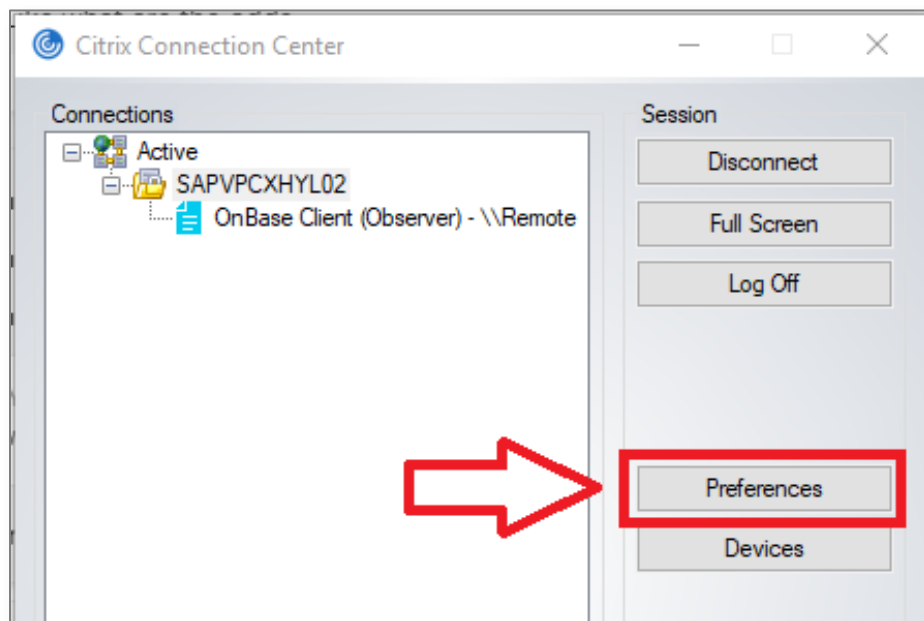 Citrix Connection Center
Connections
Active
SAPVPCXHYL02
OnBase Client (Observer) - \\Remote
Session
Disconnect
Full Screen
Log Off
Preferences
Devices